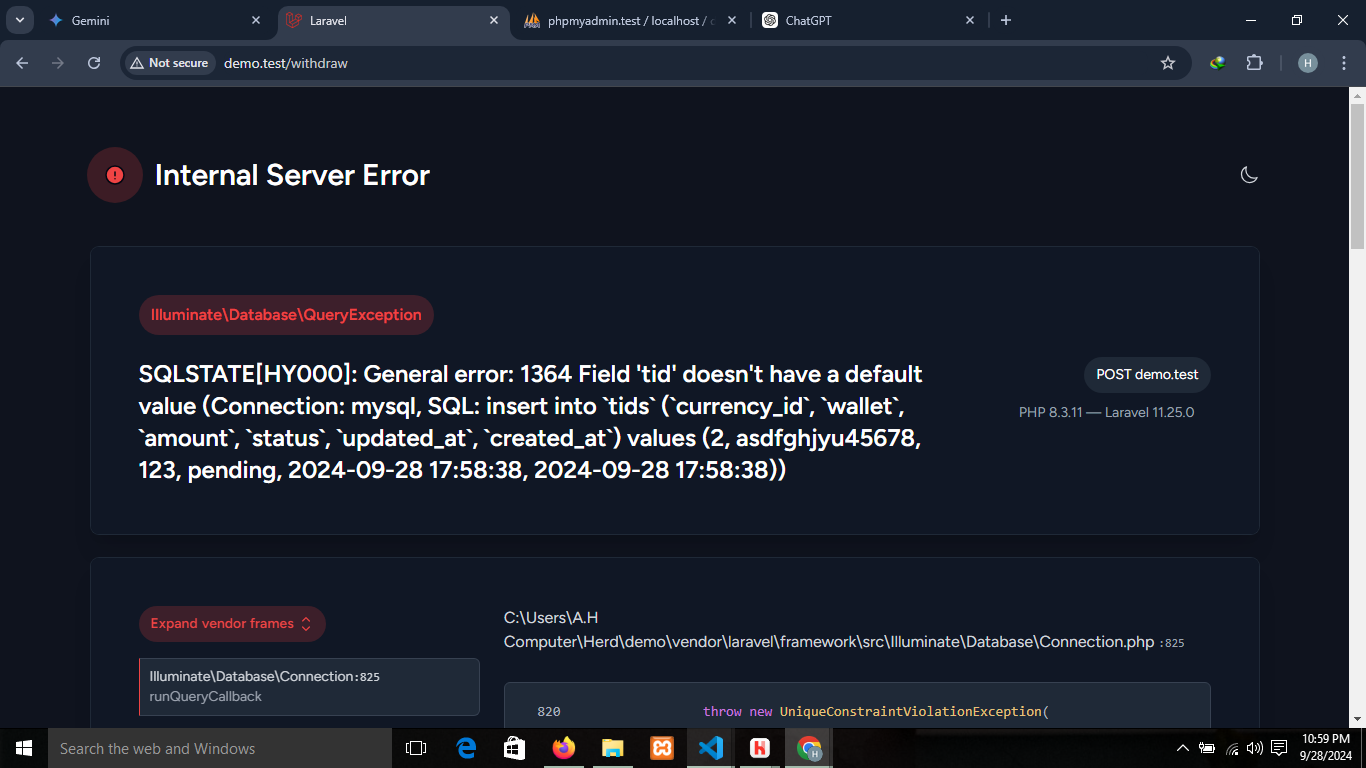 Gemini
Laravel
phpmyadmin.test / localhost / c
ChatGPT
Not secure
demo.test/withdraw
H
Internal Server Error
Illuminate\Database\QueryException
SQLSTATE[HY000]: General error: 1364 Field 'tid' doesn't have a default
value (Connection: mysql, SQL: insert into `tids` (`currency_id`, `wallet`,
`amount`, `status`, `updated_at`, `created_at`) values (2, asdfghjyu45678,
123, pending, 2024-09-28 17:58:38, 2024-09-28 17:58:38))
POST demo.test
PHP 8.3.11 — Laravel 11.25.0
Expand vendor frames
Illuminate\Database\Connection:825
runQueryCallback
C:\Users\A.H
Computer\Herd\demo\vendor\laravel\framework\src\Illuminate\Database\Connection.php :825
820 throw new UniqueConstraintViolationException(
Search the web and Windows
H
10:59 PM
9/28/2024